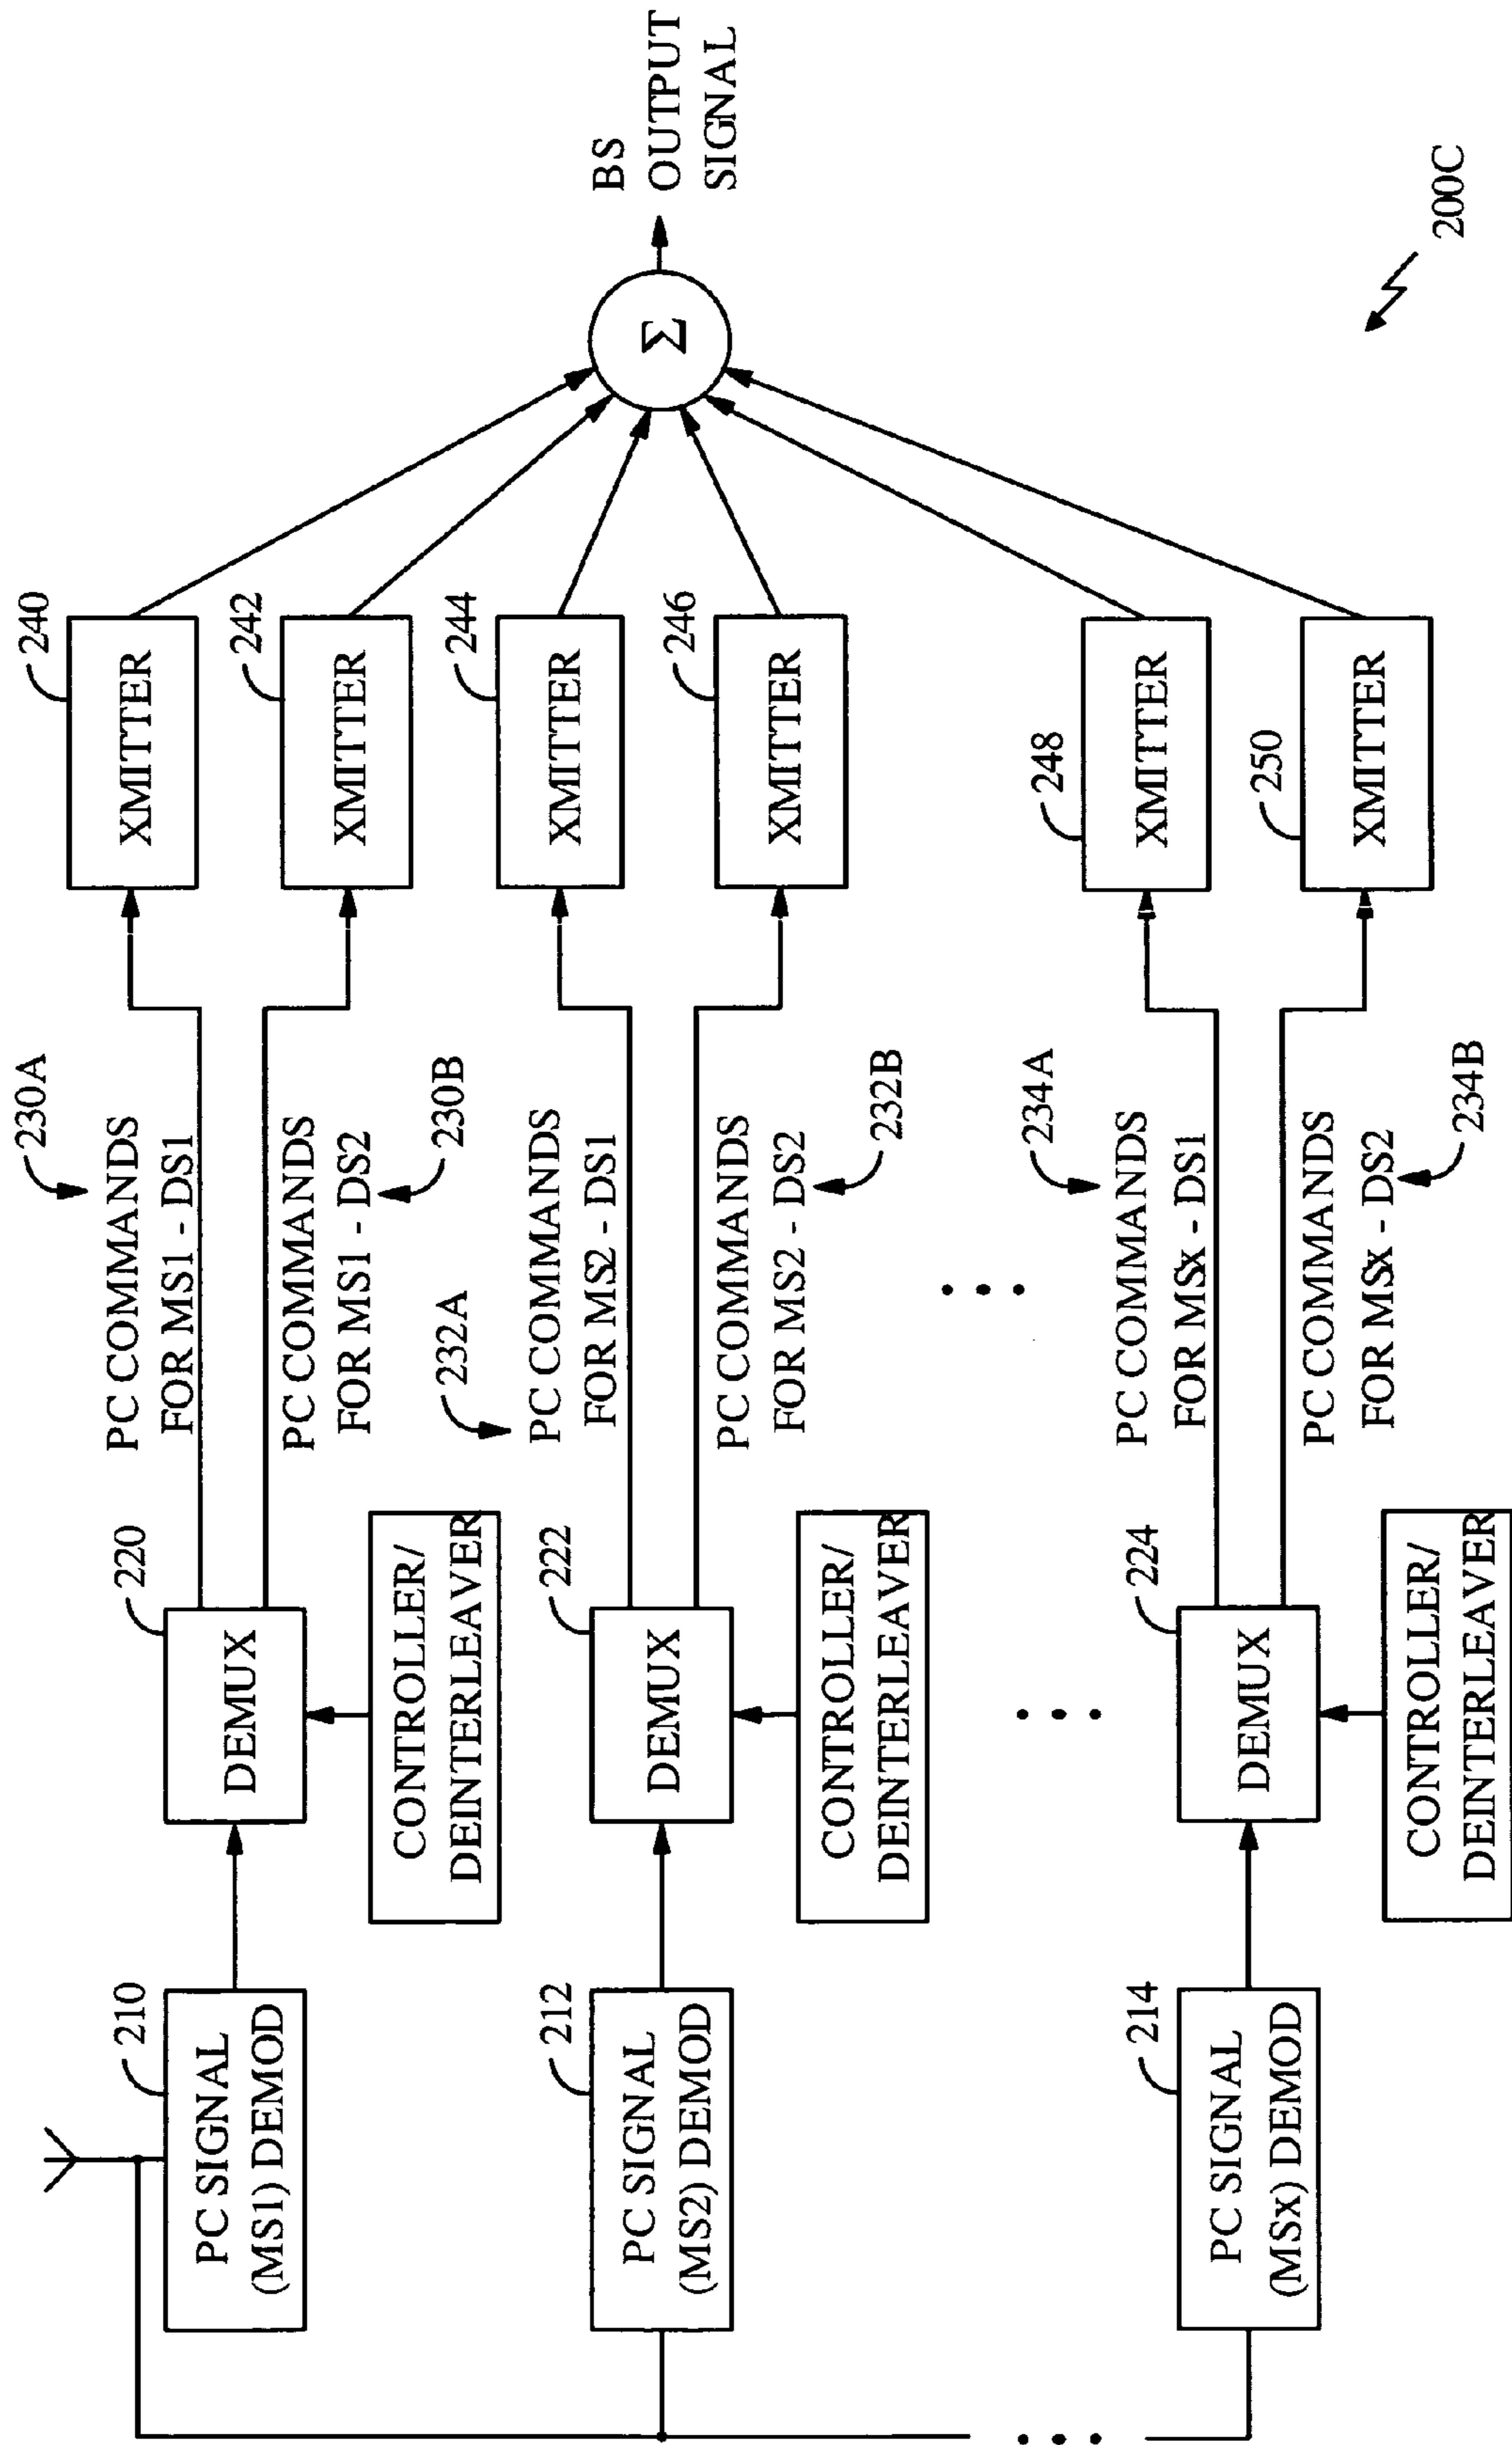 210
PC SIGNAL
(MS1) DEMOD
220
DEMUX
CONTROLLER/
DEINTERLEAVER
230A
PC COMMANDS
FOR MS1 - DS1
PC COMMANDS
FOR MS1 - DS2
230B
240
XMITTER
242
XMITTER
212
PC SIGNAL
(MS2) DEMOD
222
DEMUX
CONTROLLER/
DEINTERLEAVER
232A
PC COMMANDS
FOR MS2 - DS1
PC COMMANDS
FOR MS2 - DS2
232B
244
XMITTER
246
XMITTER
214
PC SIGNAL
(MSx) DEMOD
224
DEMUX
CONTROLLER/
DEINTERLEAVER
234A
PC COMMANDS
FOR MSx - DS1
PC COMMANDS
FOR MSx - DS2
234B
248
XMITTER
250
XMITTER
Σ
BS
OUTPUT
SIGNAL
200C